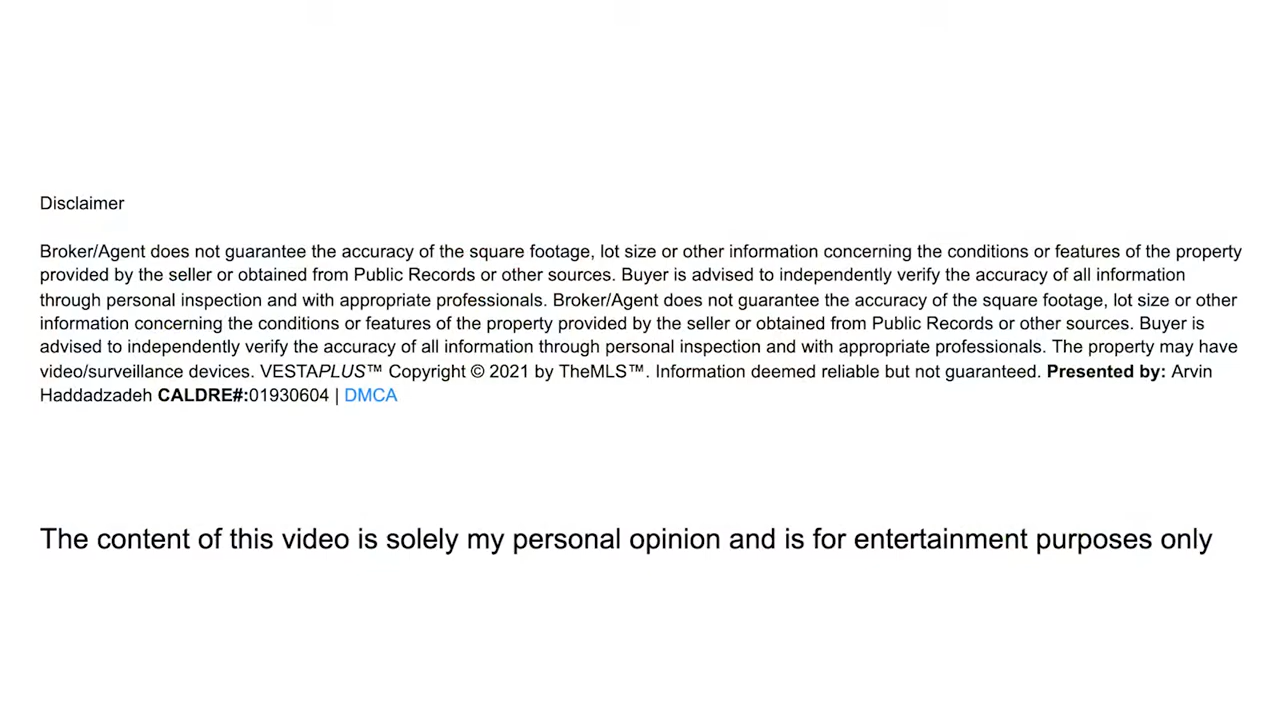 Disclaimer
Broker/Agent does not guarantee the accuracy of the square footage, lot size or other information concerning the conditions or features of the property
provided by the seller or obtained from Public Records or other sources. Buyer is advised to independently verify the accuracy of all information
through personal inspection and with appropriate professionals. Broker/Agent does not guarantee the accuracy of the square footage, lot size or other
information concerning the conditions or features of the property provided by the seller or obtained from Public Records or other sources. Buyer is
advised to independently verify the accuracy of all information through personal inspection and with appropriate professionals. The property may have
video/surveillance devices. VESTAPLUS™ Copyright © 2021 by TheMLS™. Information deemed reliable but not guaranteed. Presented by: Arvin
Haddadzadeh CALDRE#:01930604 | DMCA
The content of this video is solely my personal opinion and is for entertainment purposes only